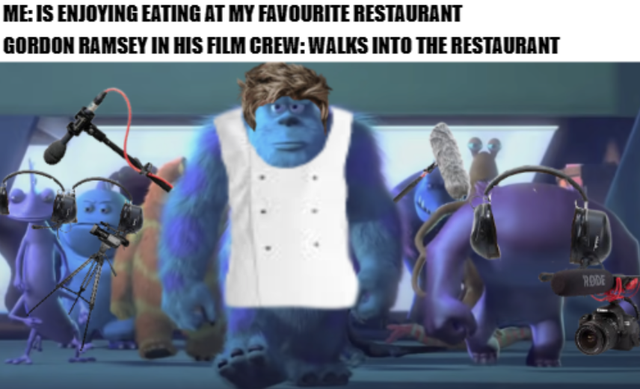 ME: IS ENJOYING EATING AT MY FAVOURITE RESTAURANT
GORDON RAMSEY IN HIS FILM CREW: WALKS INTO THE RESTAURANT
RØDE